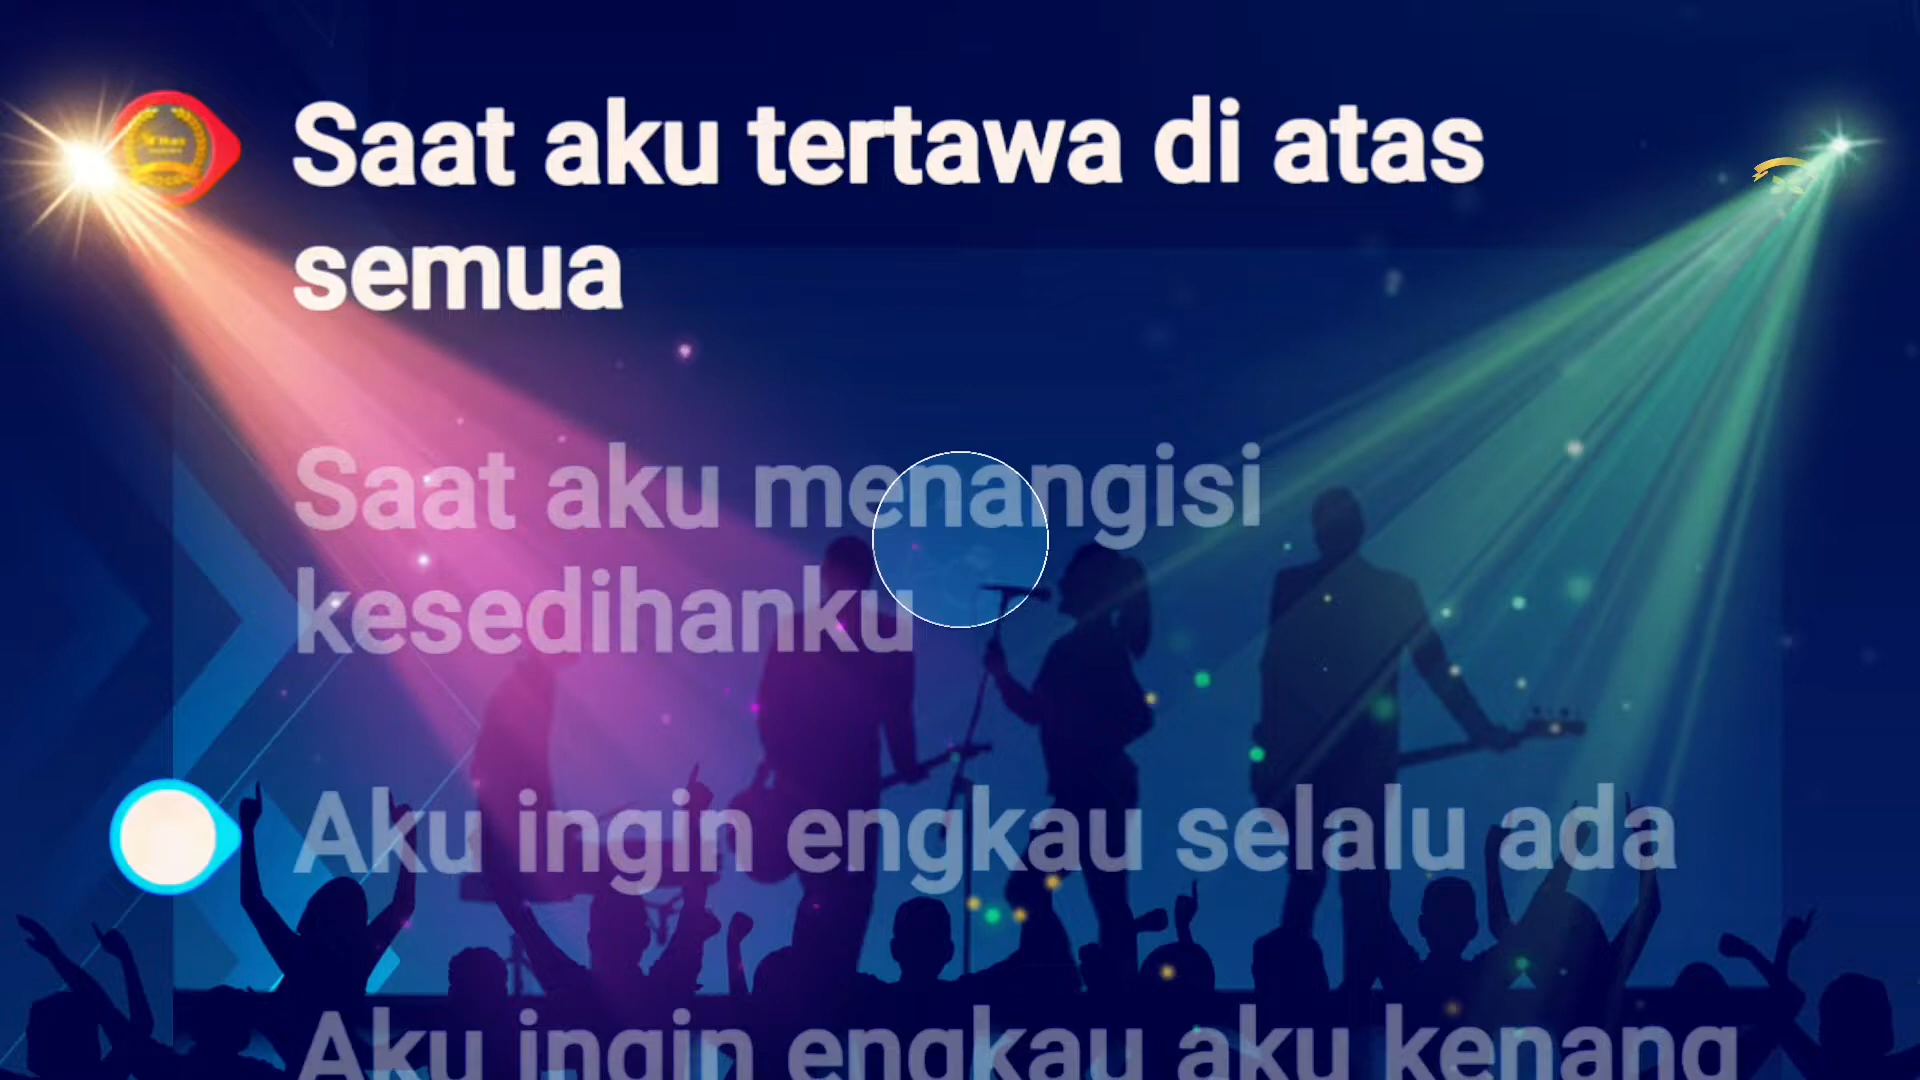 Saat aku tertawa di atas
semua
Saat aku menangisi
kesedihanku
Aku ingin engkau selalu ada
Aku ingin engkau aku kenang